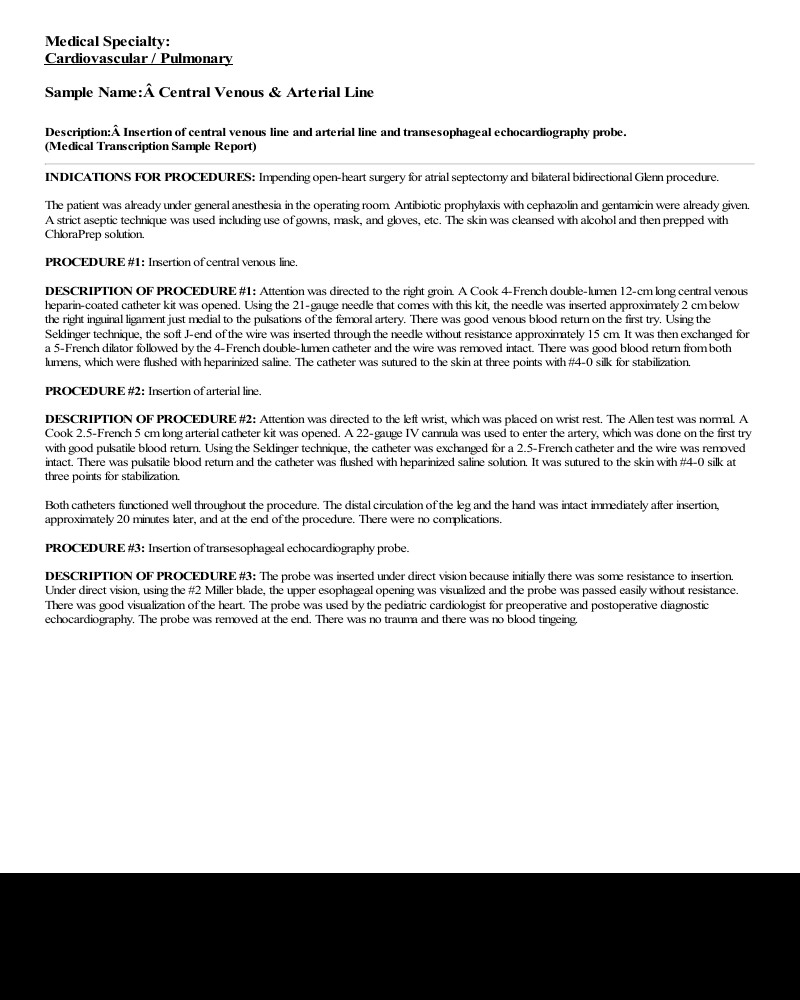 Medical Specialty:
Cardiovascular / Pulmonary
Sample Name:Â Central Venous & Arterial Line
Description:Â Insertion of central venous line and arterial line and transesophageal echocardiography probe.
(Medical Transcription Sample Report)
INDICATIONS FOR PROCEDURES: Impending open-heart surgery for atrial septectomy and bilateral bidirectional Glenn procedure.
The patient was already under general anesthesia in the operating room. Antibiotic prophylaxis with cephazolin and gentamicin were already given.
A strict aseptic technique was used including use of gowns, mask, and gloves, etc. The skin was cleansed with alcohol and then prepped with
ChloraPrep solution.
PROCEDURE #1: Insertion of central venous line.
DESCRIPTION OF PROCEDURE #1: Attention was directed to the right groin. A Cook 4-French double-lumen 12-cm long central venous
heparin-coated catheter kit was opened. Using the 21-gauge needle that comes with this kit, the needle was inserted approximately 2 cm below
the right inguinal ligament just medial to the pulsations of the femoral artery. There was good venous blood return on the first try. Using the
Seldinger technique, the soft J-end of the wire was inserted through the needle without resistance approximately 15 cm. It was then exchanged for
a 5-French dilator followed by the 4-French double-lumen catheter and the wire was removed intact. There was good blood return from both
lumens, which were flushed with heparinized saline. The catheter was sutured to the skin at three points with #4-0 silk for stabilization.
PROCEDURE #2: Insertion of arterial line.
DESCRIPTION OF PROCEDURE #2: Attention was directed to the left wrist, which was placed on wrist rest. The Allen test was normal. A
Cook 2.5-French 5 cm long arterial catheter kit was opened. A 22-gauge IV cannula was used to enter the artery, which was done on the first try
with good pulsatile blood return. Using the Seldinger technique, the catheter was exchanged for a 2.5-French catheter and the wire was removed
intact. There was pulsatile blood return and the catheter was flushed with heparinized saline solution. It was sutured to the skin with #4-0 silk at
three points for stabilization.
Both catheters functioned well throughout the procedure. The distal circulation of the leg and the hand was intact immediately after insertion,
approximately 20 minutes later, and at the end of the procedure. There were no complications.
PROCEDURE #3: Insertion of transesophageal echocardiography probe.
DESCRIPTION OF PROCEDURE #3: The probe was inserted under direct vision because initially there was some resistance to insertion.
Under direct vision, using the #2 Miller blade, the upper esophageal opening was visualized and the probe was passed easily without resistance.
There was good visualization of the heart. The probe was used by the pediatric cardiologist for preoperative and postoperative diagnostic
echocardiography. The probe was removed at the end. There was no trauma and there was no blood tingeing.